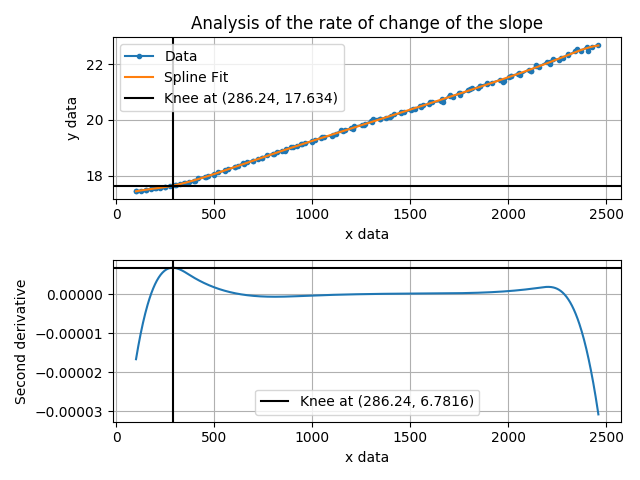 Analysis of the rate of change of the slope
Data
Spline Fit
Knee at (286.24, 17.634)
y data
22
20
18
0 500 1000 1500 2000 2500
x data
Second derivative
0.00000
−0.00001
−0.00002
−0.00003
Knee at (286.24, 6.7816)
0 500 1000 1500 2000 2500
x data